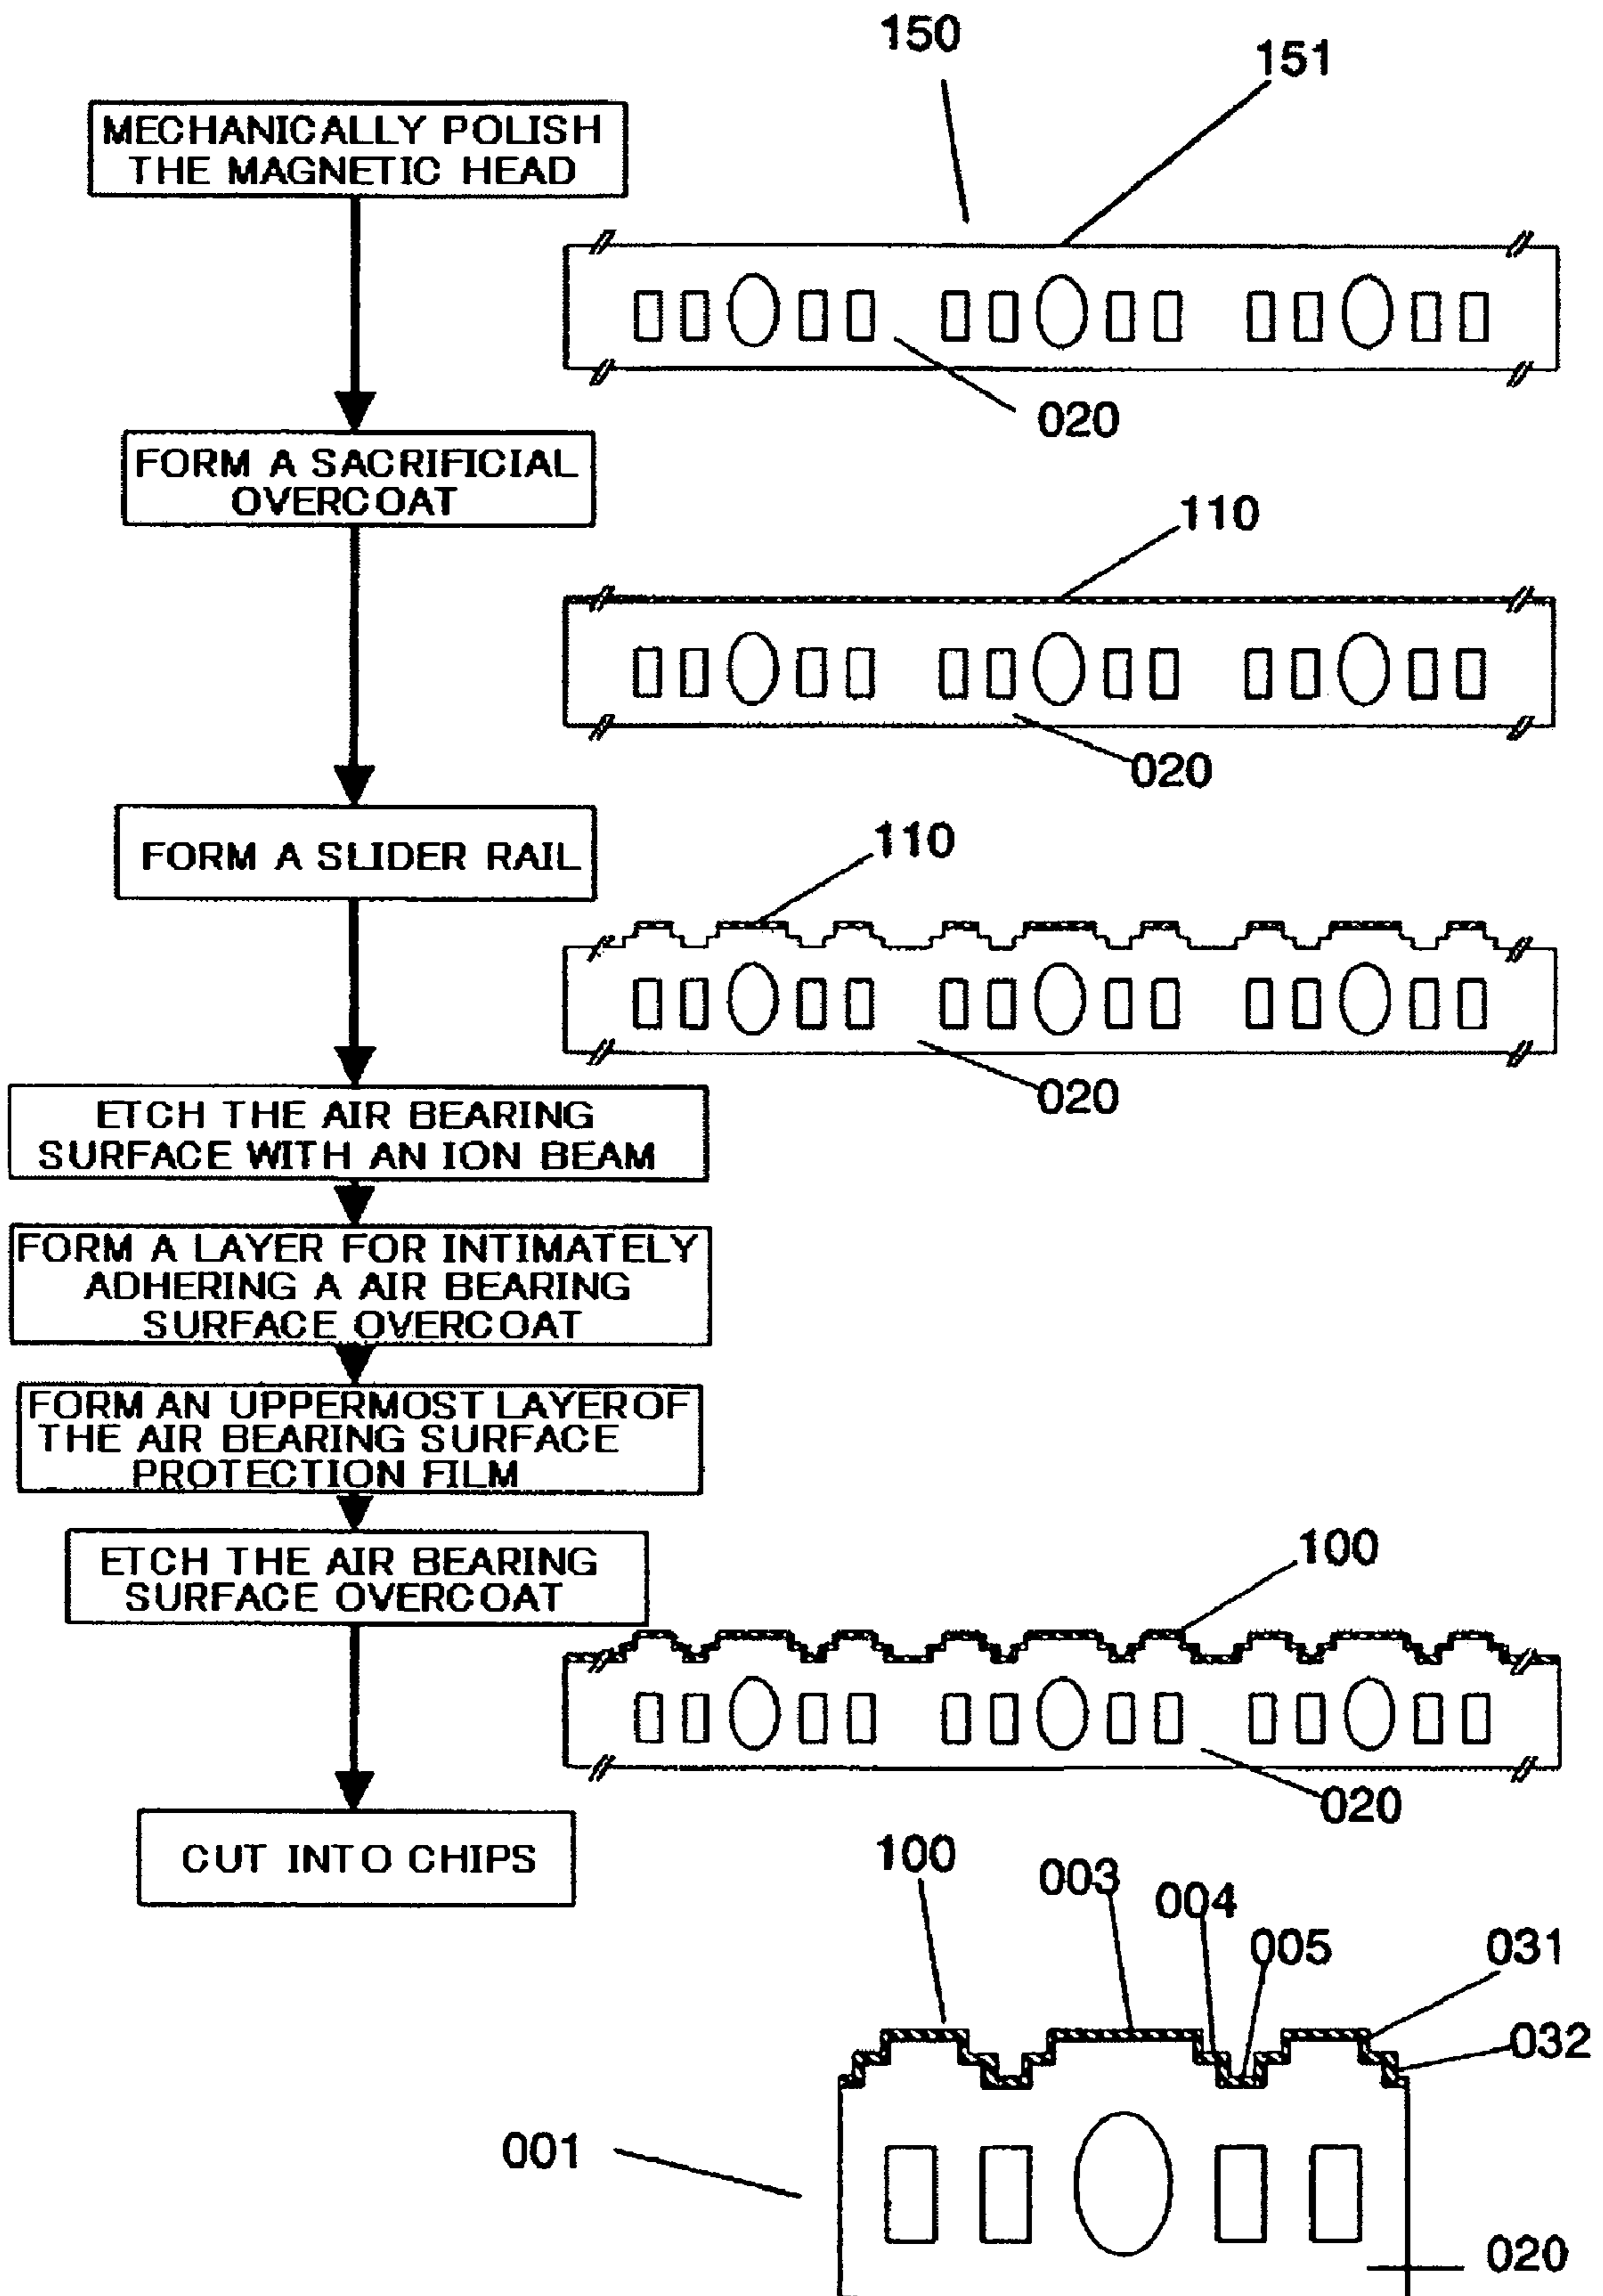 150
151
MECHANICALLY POLISH
THE MAGNETIC HEAD
020
FORM A SACRIFICIAL
OVERCOAT
110
020
FORM A SLIDER RAIL
110
020
ETCH THE AIR BEARING
SURFACE WITH AN ION BEAM
FORM A LAYER FOR INTIMATELY
ADHERING A AIR BEARING
SURFACE OVERCOAT
FORM AN UPPERMOST LAYER OF
THE AIR BEARING SURFACE
PROTECTION FILM
ETCH THE AIR BEARING
SURFACE OVERCOAT
100
020
CUT INTO CHIPS
100
003
004
005
031
032
001
020